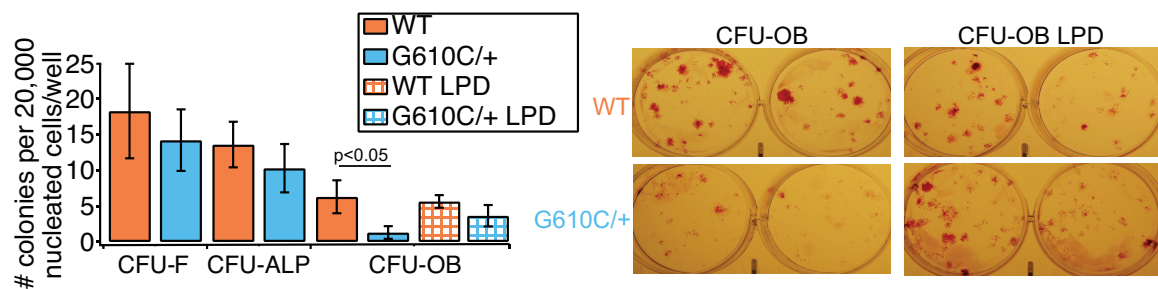 # colonies per 20,000
nucleated cells/well
25
20
15
10
5
0
WT
G610C/+
WT LPD
G610C/+ LPD
p<0.05
CFU-F
CFU-ALP
CFU-OB
CFU-OB
CFU-OB LPD
WT
G610C/+